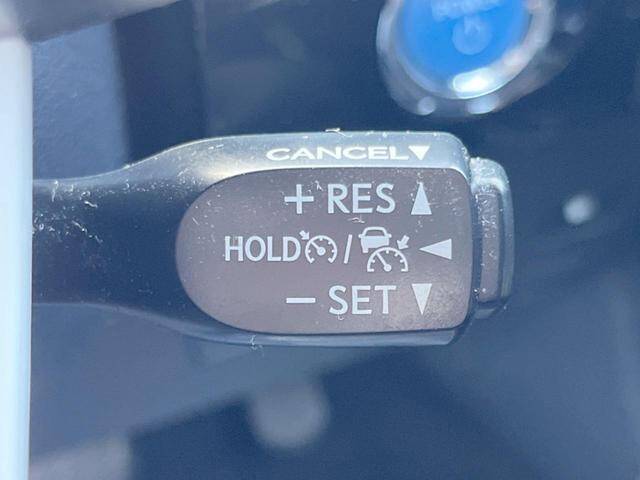 CANCEL▼
+ RES ▲
HOLD / ◀
− SET ▼